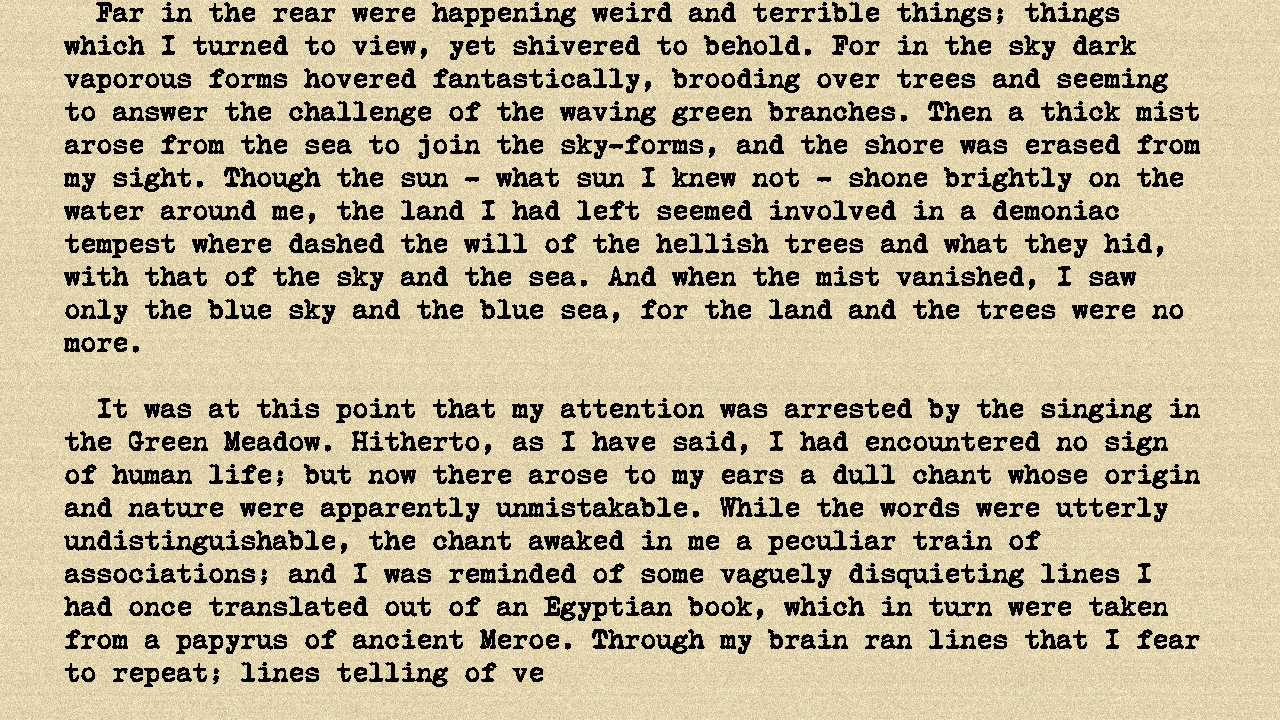 Far in the rear were happening weird and terrible things; things
which I turned to view, yet shivered to behold. For in the sky dark
vaporous forms hovered fantastically, brooding over trees and seeming
to answer the challenge of the waving green branches. Then a thick mist
arose from the sea to join the sky-forms, and the shore was erased from
my sight. Though the sun - what sun I knew not - shone brightly on the
water around me, the land I had left seemed involved in a demoniac
tempest where dashed the will of the hellish trees and what they hid,
with that of the sky and the sea. And when the mist vanished, I saw
only the blue sky and the blue sea, for the land and the trees were no
more.

It was at this point that my attention was arrested by the singing in
the Green Meadow. Hitherto, as I have said, I had encountered no sign
of human life; but now there arose to my ears a dull chant whose origin
and nature were apparently unmistakable. While the words were utterly
undistinguishable, the chant awaked in me a peculiar train of
associations; and I was reminded of some vaguely disquieting lines I
had once translated out of an Egyptian book, which in turn were taken
from a papyrus of ancient Meroe. Through my brain ran lines that I fear
to repeat; lines telling of ve